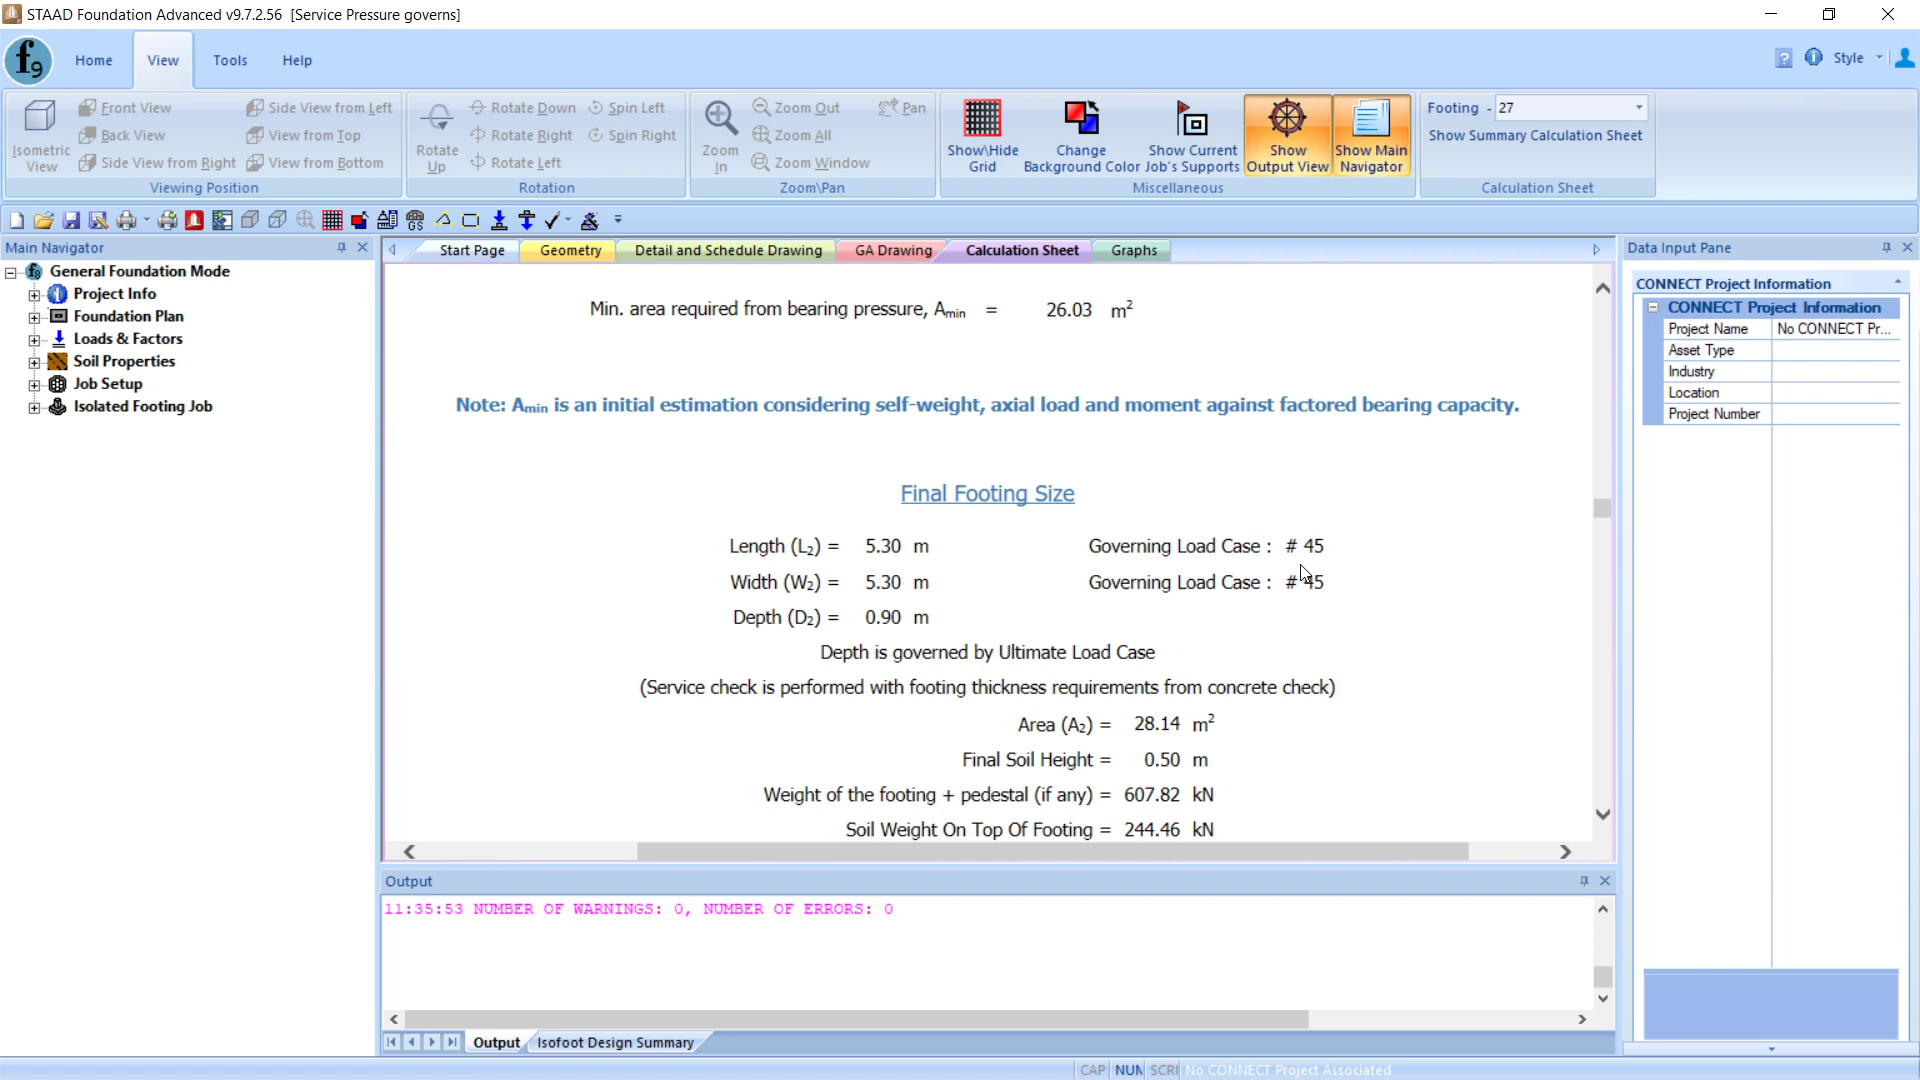 STAAD Foundation Advanced v9.7.2.56 [Service Pressure governs]
f9
Home
View
Tools
Help
Style
Isometric View
Front View
Back View
Side View from Right
Side View from Left
View from Top
View from Bottom
Viewing Position
Rotate Up
Rotate Down
Rotate Right
Rotate Left
Spin Left
Spin Right
Rotation
Zoom In
Zoom Out
Zoom All
Zoom Window
Pan
Zoom\Pan
Show\Hide Grid
Change Background Color
Show Current Job's Supports
Show Output View
Show Main Navigator
Miscellaneous
Footing - 27
Show Summary Calculation Sheet
Calculation Sheet
GS
Main Navigator
General Foundation Mode
Project Info
Foundation Plan
Loads & Factors
Soil Properties
Job Setup
Isolated Footing Job
Start Page
Geometry
Detail and Schedule Drawing
GA Drawing
Calculation Sheet
Graphs
Min. area required from bearing pressure, Amin = 26.03 m²
Note: Amin is an initial estimation considering self-weight, axial load and moment against factored bearing capacity.
Final Footing Size
Length (L2) = 5.30 m Governing Load Case : # 45
Width (W2) = 5.30 m Governing Load Case : # 45
Depth (D2) = 0.90 m
Depth is governed by Ultimate Load Case
(Service check is performed with footing thickness requirements from concrete check)
Area (A2) = 28.14 m²
Final Soil Height = 0.50 m
Weight of the footing + pedestal (if any) = 607.82 kN
Soil Weight On Top Of Footing = 244.46 kN
Output
11:35:53 NUMBER OF WARNINGS: 0, NUMBER OF ERRORS: 0
Output
Isofoot Design Summary
Data Input Pane
CONNECT Project Information
CONNECT Project Information
Project Name No CONNECT Pr...
Asset Type
Industry
Location
Project Number
CAP NUM SCRI No CONNECT Project Associated